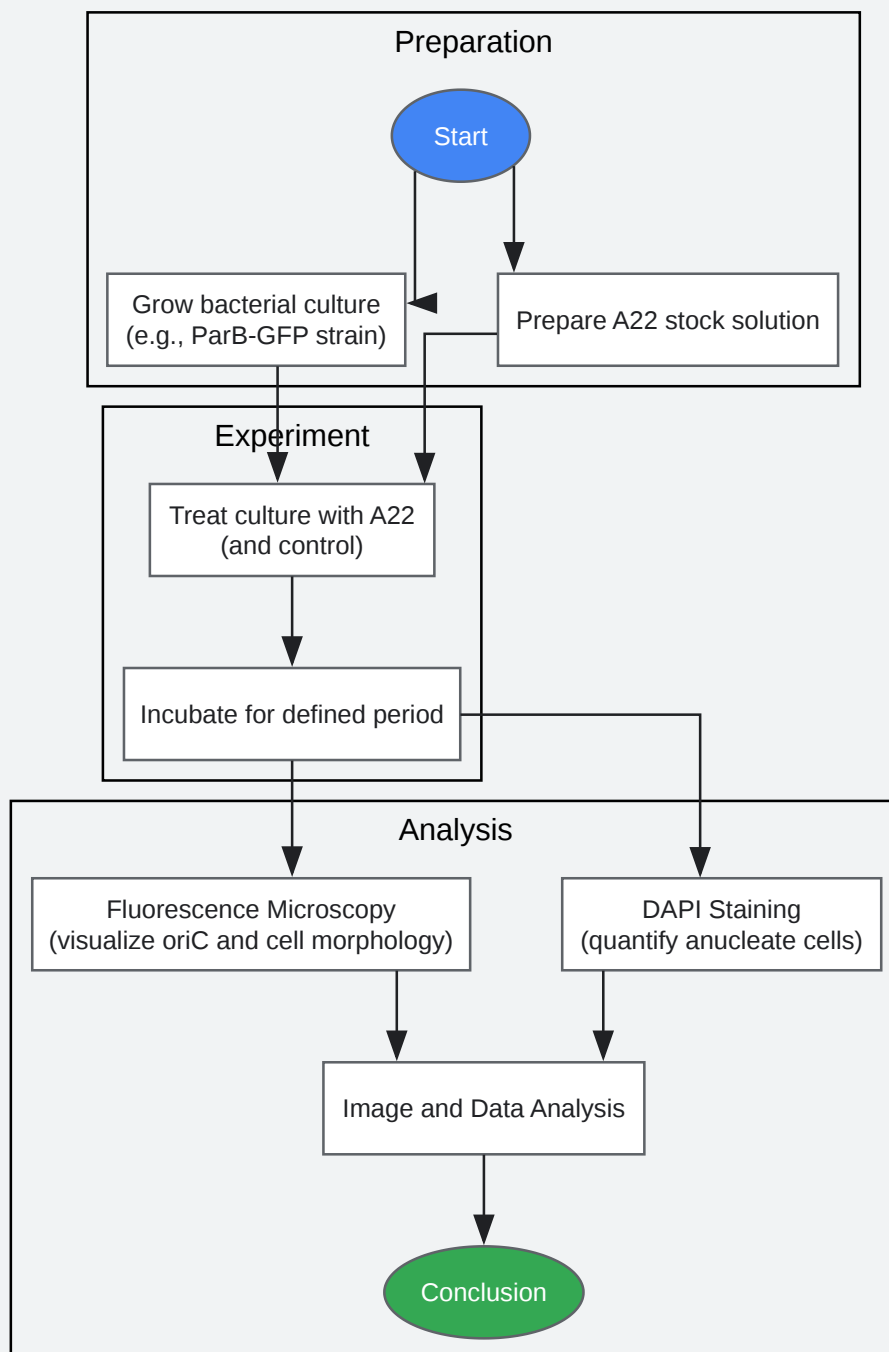 Preparation
Start
Grow bacterial culture
(e.g., ParB-GFP strain)
Prepare A22 stock solution
Experiment
Treat culture with A22
(and control)
Incubate for defined period
Analysis
Fluorescence Microscopy
(visualize oriC and cell morphology)
DAPI Staining
(quantify anucleate cells)
Image and Data Analysis
Conclusion